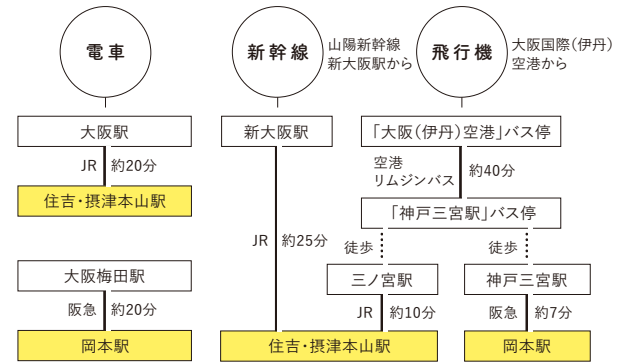 電車
大阪駅
JR 約20分
住吉・摂津本山駅
大阪梅田駅
阪急 約20分
岡本駅
新幹線
山陽新幹線
新大阪駅から
新大阪駅
JR 約25分
飛行機
大阪国際(伊丹)
空港から
「大阪(伊丹)空港」バス停
空港
リムジンバス
約40分
「神戸三宮駅」バス停
徒歩
徒歩
三ノ宮駅
神戸三宮駅
JR 約10分
阪急 約7分
住吉・摂津本山駅
岡本駅